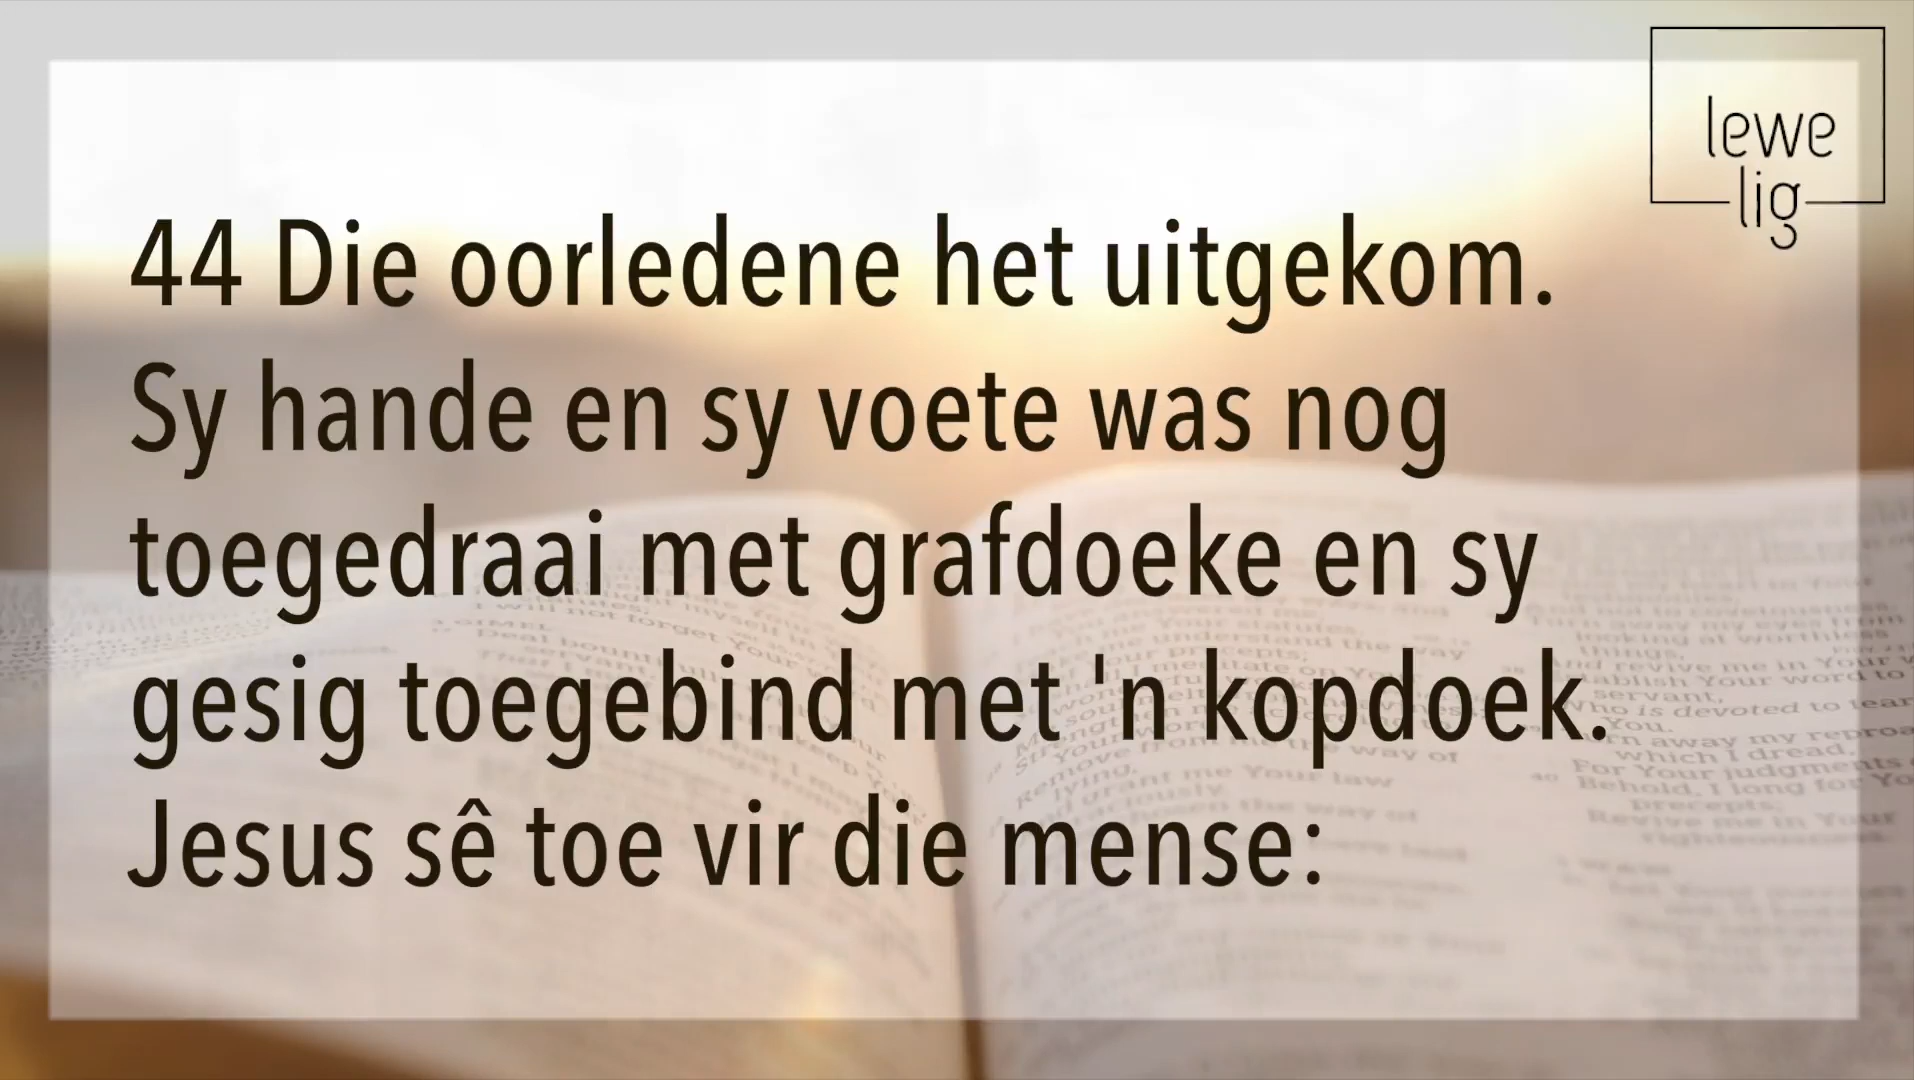 lewe
lig
44 Die oorledene het uitgekom.
Sy hande en sy voete was nog
toegedraai met grafdoeke en sy
gesig toegebind met 'n kopdoek.
Jesus sê toe vir die mense: